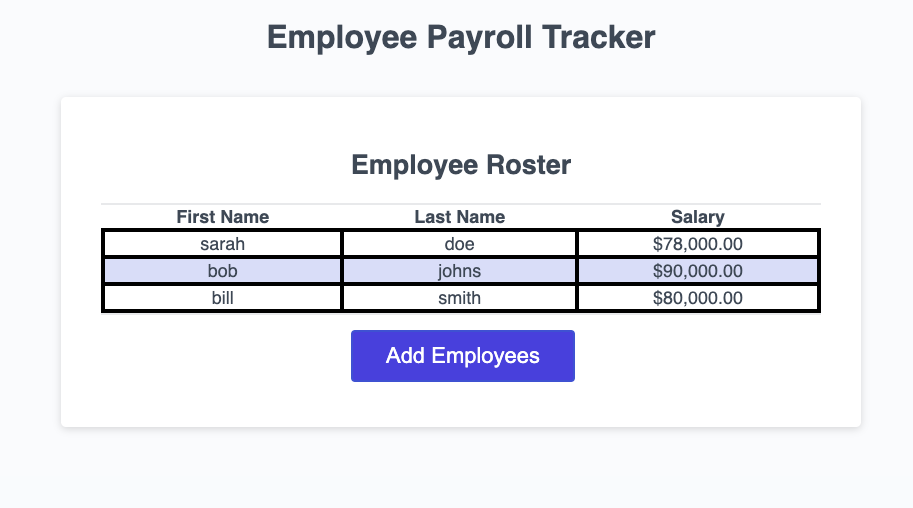 Employee Payroll Tracker
Employee Roster
First Name Last Name Salary
sarah doe $78,000.00
bob johns $90,000.00
bill smith $80,000.00
Add Employees